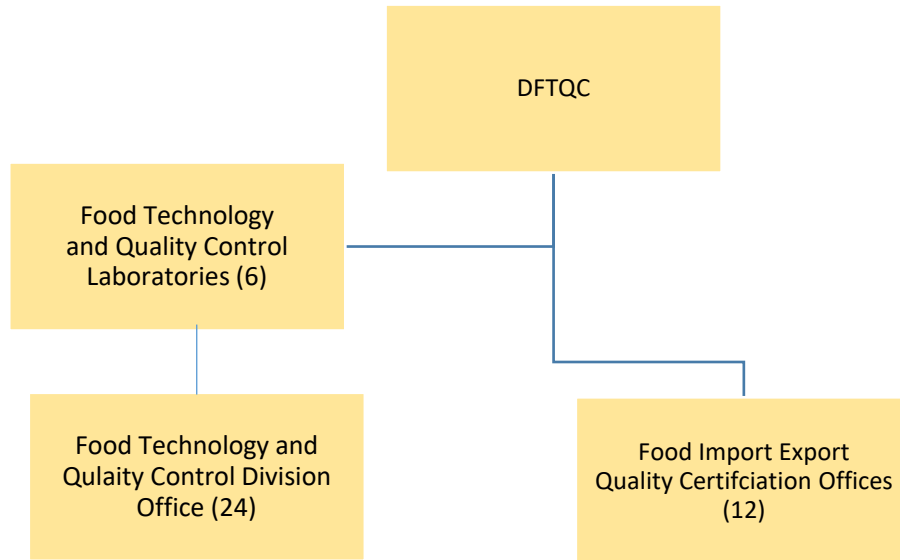 DFTQC
Food Technology
and Quality Control
Laboratories (6)
Food Technology and
Qulaity Control Division
Office (24)
Food Import Export
Quality Certifciation Offices
(12)